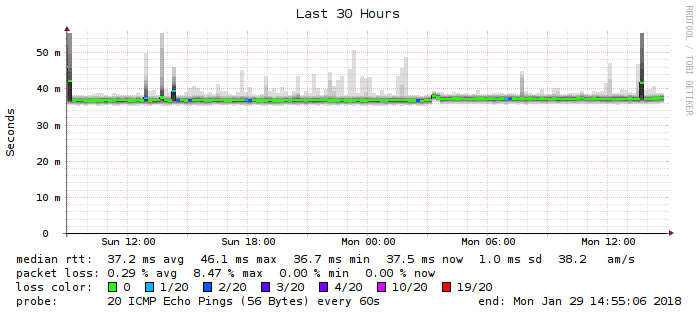 Last 30 Hours
RRDTOOL / TOBI OETIKER
Seconds
50 m
40 m
30 m
20 m
10 m
0
Sun 12:00 Sun 18:00 Mon 00:00 Mon 06:00 Mon 12:00
median rtt: 37.2 ms avg 46.1 ms max 36.7 ms min 37.5 ms now 1.0 ms sd 38.2 am/s
packet loss: 0.29 % avg 8.47 % max 0.00 % min 0.00 % now
loss color: 0 1/20 2/20 3/20 4/20 10/20 19/20
probe: 20 ICMP Echo Pings (56 Bytes) every 60s end: Mon Jan 29 14:55:06 2018